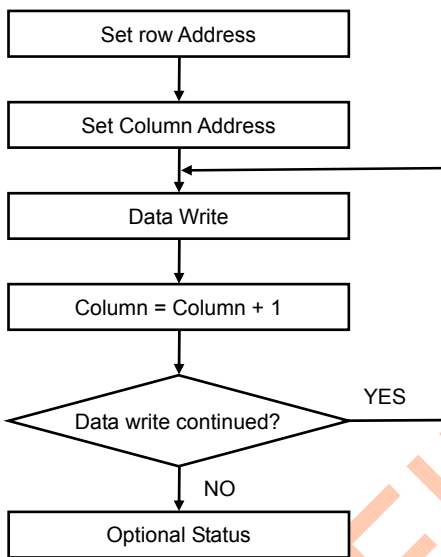 Set row Address
Set Column Address
Data Write
Column = Column + 1
Data write continued?
YES
NO
Optional Status